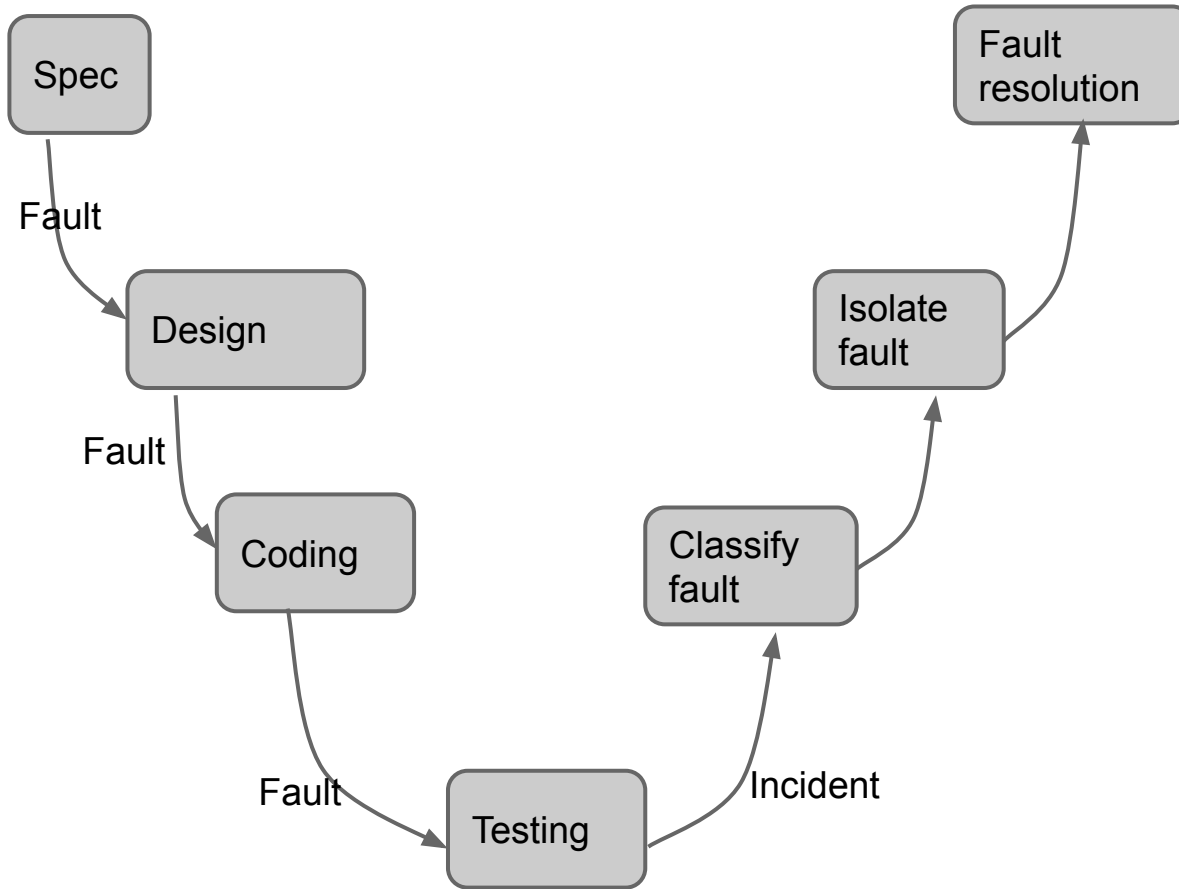 Spec
Fault
resolution
Fault
Design
Isolate
fault
Fault
Coding
Classify
fault
Fault
Incident
Testing